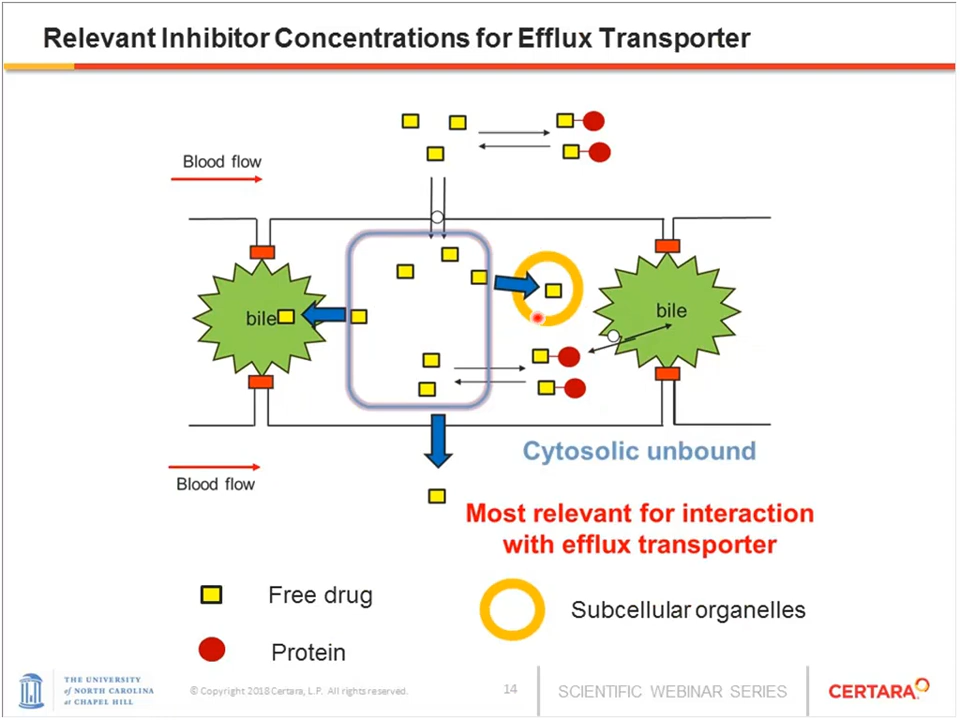 Relevant Inhibitor Concentrations for Efflux Transporter
Blood flow
bile
bile
Cytosolic unbound
Blood flow
Most relevant for interaction
with efflux transporter
Free drug
Subcellular organelles
Protein
THE UNIVERSITY
of NORTH CAROLINA
at CHAPEL HILL
© Copyright 2018 Certara, L.P. All rights reserved.
14
SCIENTIFIC WEBINAR SERIES
CERTARA